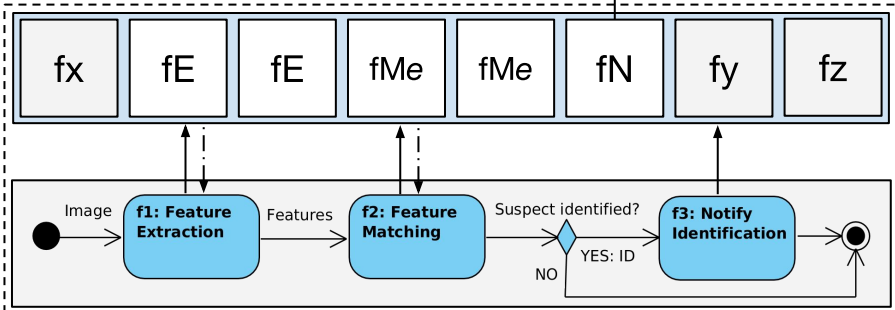 fx
fE
fE
fMe
fMe
fN
fy
fz
Image
f1: Feature
Extraction
Features
f2: Feature
Matching
Suspect identified?
YES: ID
NO
f3: Notify
Identification